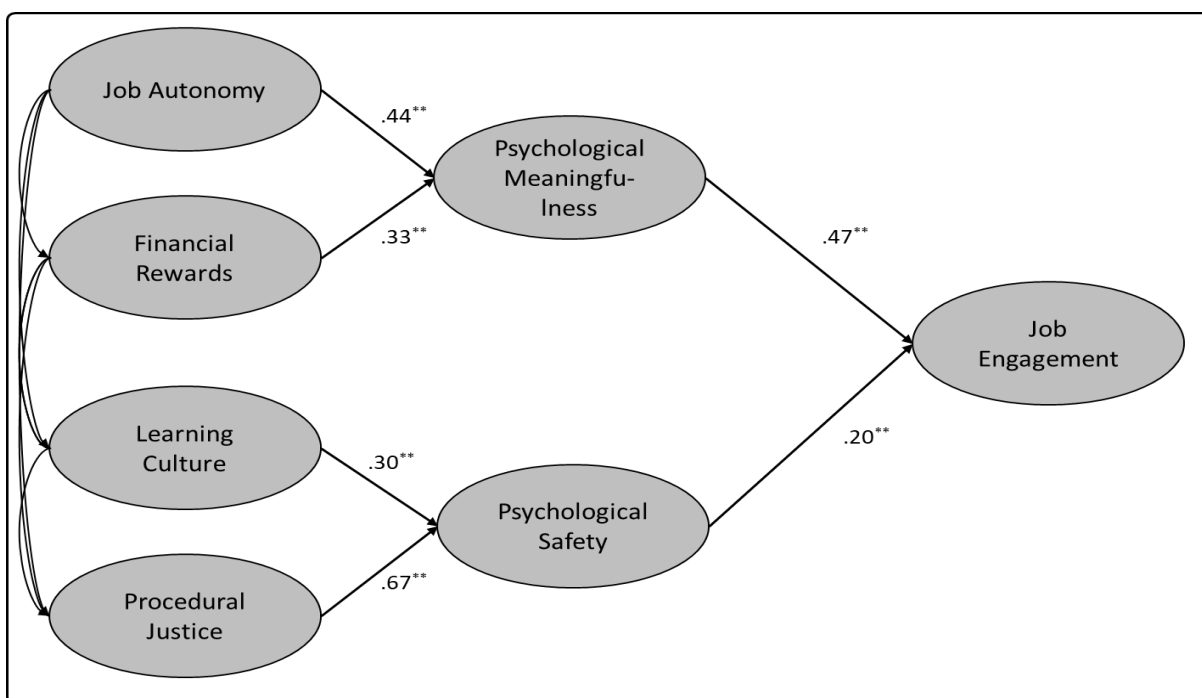 Job Autonomy
.44**
Psychological
Meaningfu-
lness
.33**
Financial
Rewards
.47**
Job
Engagement
Learning
Culture
.30**
.20**
Psychological
Safety
.67**
Procedural
Justice